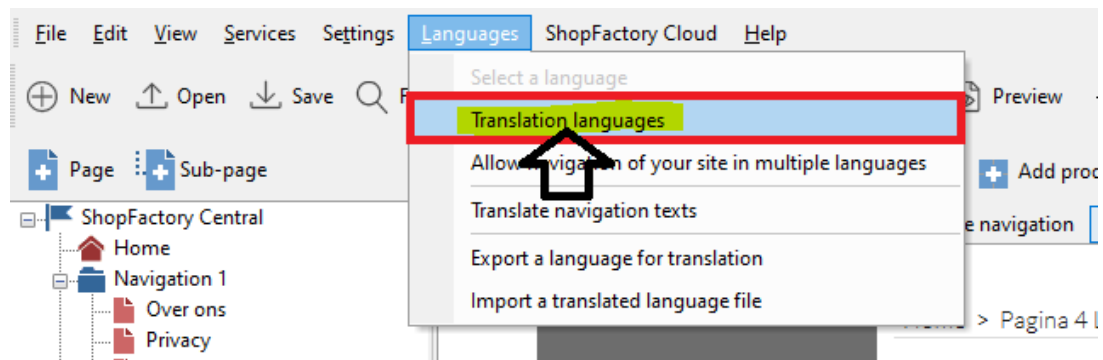 File Edit View Services Settings Languages ShopFactory Cloud Help
Select a language
New Open Save
Translation languages
Preview
Allow navigation of your site in multiple languages
Page Sub-page
Add
Translate navigation texts
navigation
ShopFactory Central
Home
Export a language for translation
Navigation 1
Import a translated language file
Over ons
> Pagina 4
Privacy